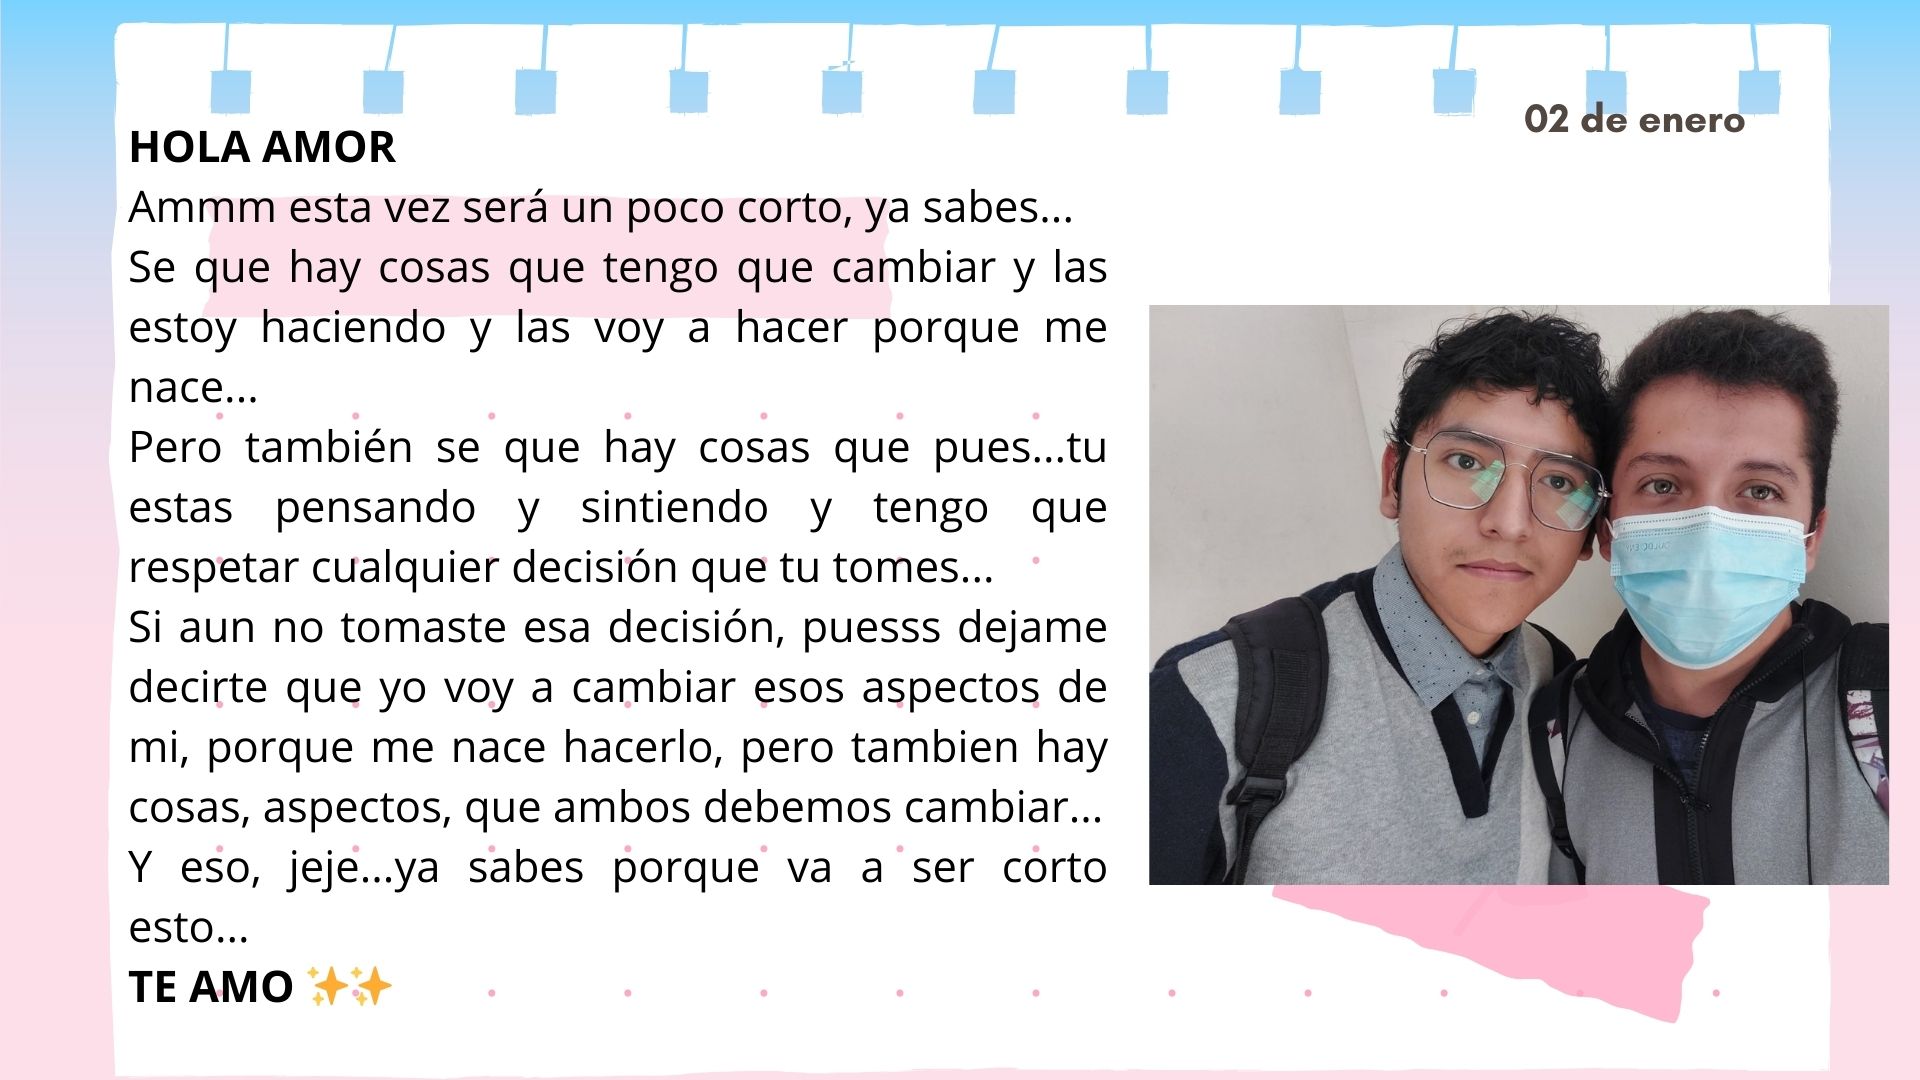 02 de enero
HOLA AMOR
Ammm esta vez será un poco corto, ya sabes...
Se que hay cosas que tengo que cambiar y las
estoy haciendo y las voy a hacer porque me
nace...
Pero también se que hay cosas que pues...tu
estas pensando y sintiendo y tengo que
respetar cualquier decisión que tu tomes...
Si aun no tomaste esa decisión, puesss dejame
decirte que yo voy a cambiar esos aspectos de
mi, porque me nace hacerlo, pero tambien hay
cosas, aspectos, que ambos debemos cambiar...
Y eso, jeje...ya sabes porque va a ser corto
esto...
TE AMO ✨✨